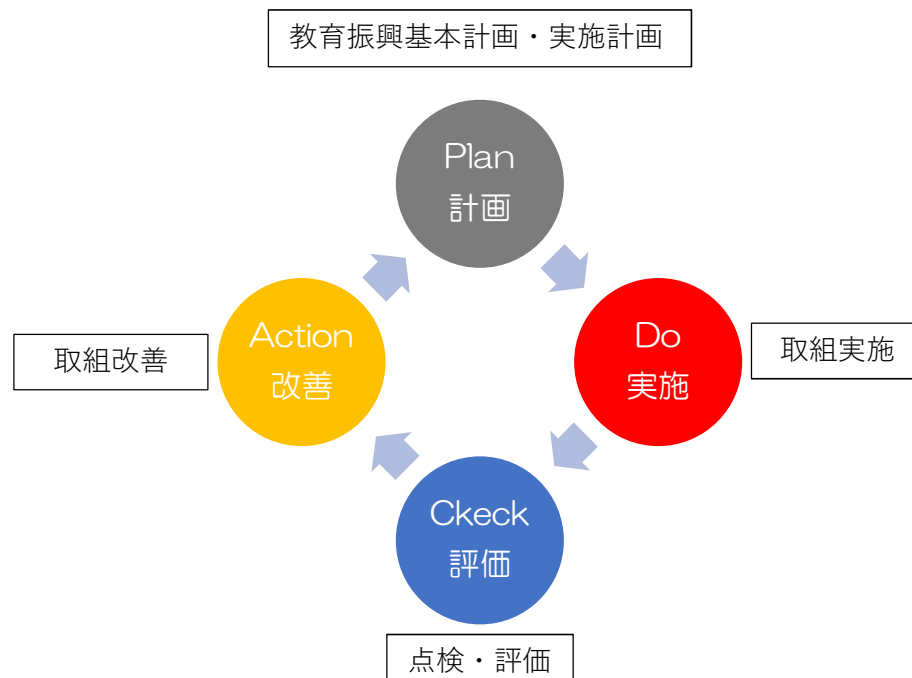 教育振興基本計画・実施計画
Plan
計画
Do
実施
取組実施
Ckeck
評価
点検・評価
Action
改善
取組改善